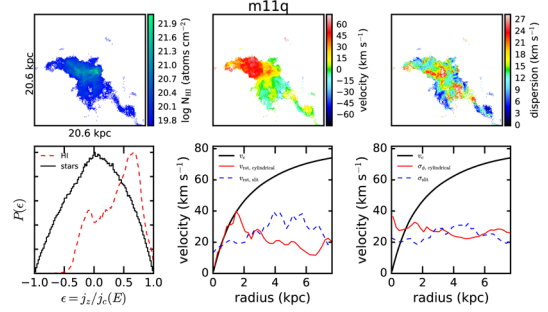 m11q
20.6 kpc
20.6 kpc
21.9
21.6
21.3
21.0
20.7
20.4
20.1
19.8
log N_HI (atoms cm⁻²)
60
45
30
15
0
−15
−30
−45
−60
velocity (km s⁻¹)
27
24
21
18
15
12
9
6
3
0
dispersion (km s⁻¹)
HI
stars
P(ϵ)
−1.0 −0.5 0.0 0.5 1.0
ϵ = j_z/j_c(E)
v_c
v_rot, cylindrical
v_rot, slit
velocity (km s⁻¹)
80
60
40
20
0
0 2 4 6
radius (kpc)
v_c
σ_φ, cylindrical
σ_slit
velocity (km s⁻¹)
80
60
40
20
0
0 2 4 6
radius (kpc)